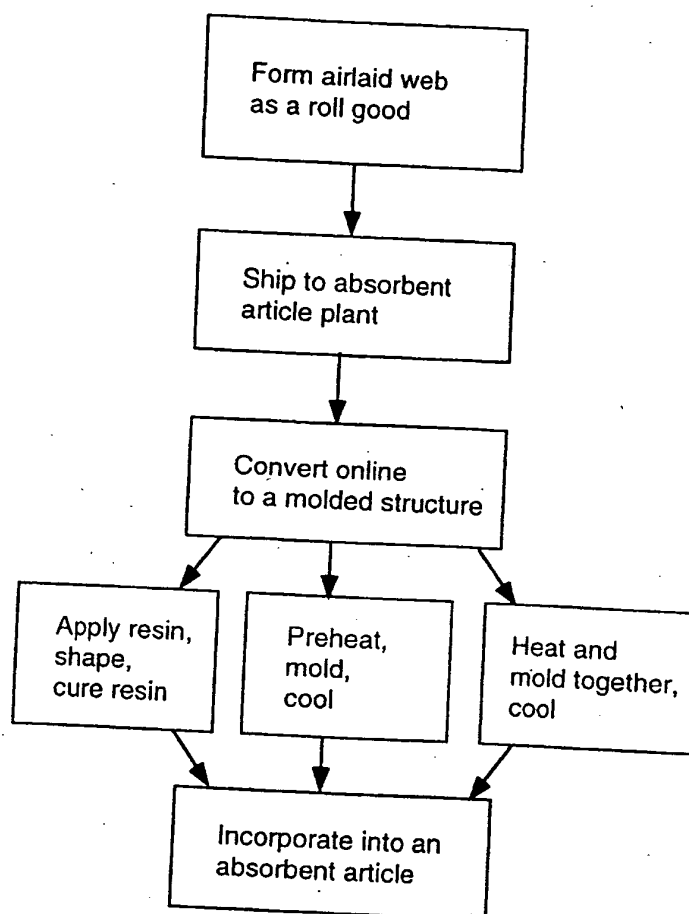 Form airlaid web
as a roll good
Ship to absorbent
article plant
Convert online
to a molded structure
Apply resin,
shape,
cure resin
Preheat,
mold,
cool
Heat and
mold together,
cool
Incorporate into an
absorbent article